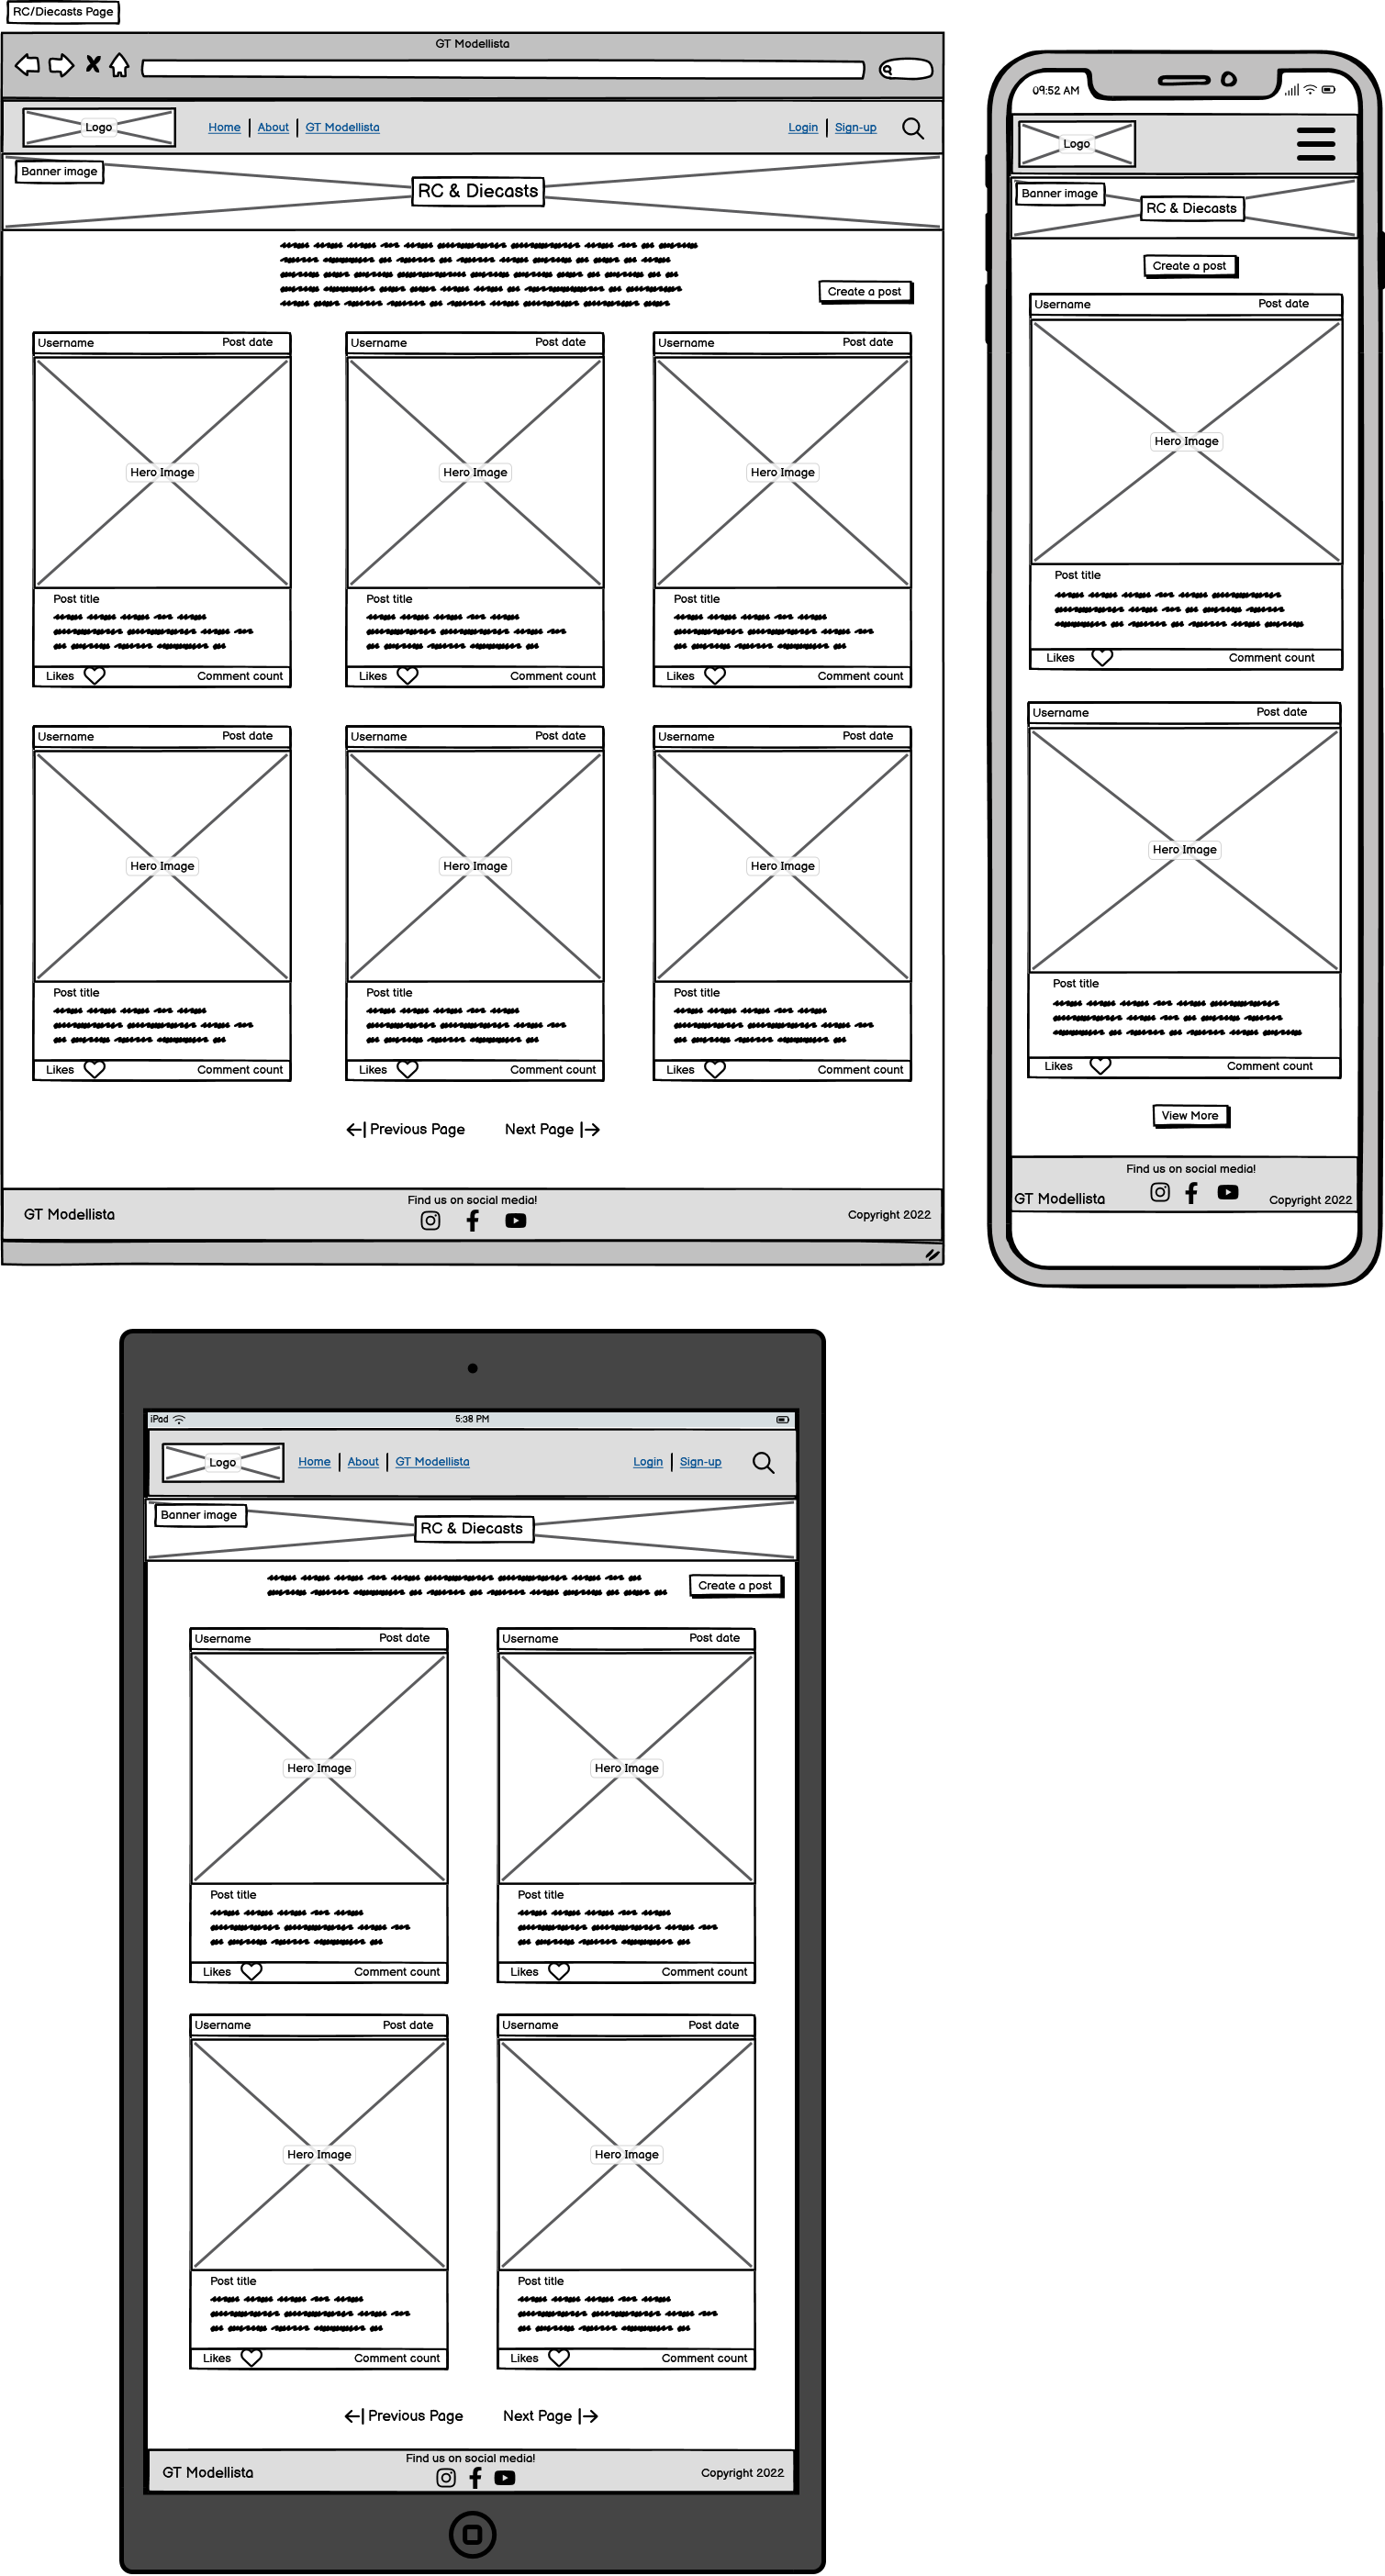 RC/Diecasts Page
GT Modellista
Logo Home About GT Modellista Login Sign-up
Banner image
RC & Diecasts
Create a post
Username Post date Username Post date Username Post date
Hero Image Hero Image Hero Image
Post title Post title Post title
Likes Comment count Likes Comment count Likes Comment count
Username Post date Username Post date Username Post date
Hero Image Hero Image Hero Image
Post title Post title Post title
Likes Comment count Likes Comment count Likes Comment count
Previous Page Next Page
Find us on social media!
GT Modellista Copyright 2022
09:52 AM
Logo
Banner image
RC & Diecasts
Create a post
Username Post date
Hero Image
Post title
Likes Comment count
Username Post date
Hero Image
Post title
Likes Comment count
View More
Find us on social media!
GT Modellista Copyright 2022
iPad 5:38 PM
Logo Home About GT Modellista Login Sign-up
Banner image
RC & Diecasts
Create a post
Username Post date Username Post date
Hero Image Hero Image
Post title Post title
Likes Comment count Likes Comment count
Username Post date Username Post date
Hero Image Hero Image
Post title Post title
Likes Comment count Likes Comment count
Previous Page Next Page
Find us on social media!
GT Modellista Copyright 2022